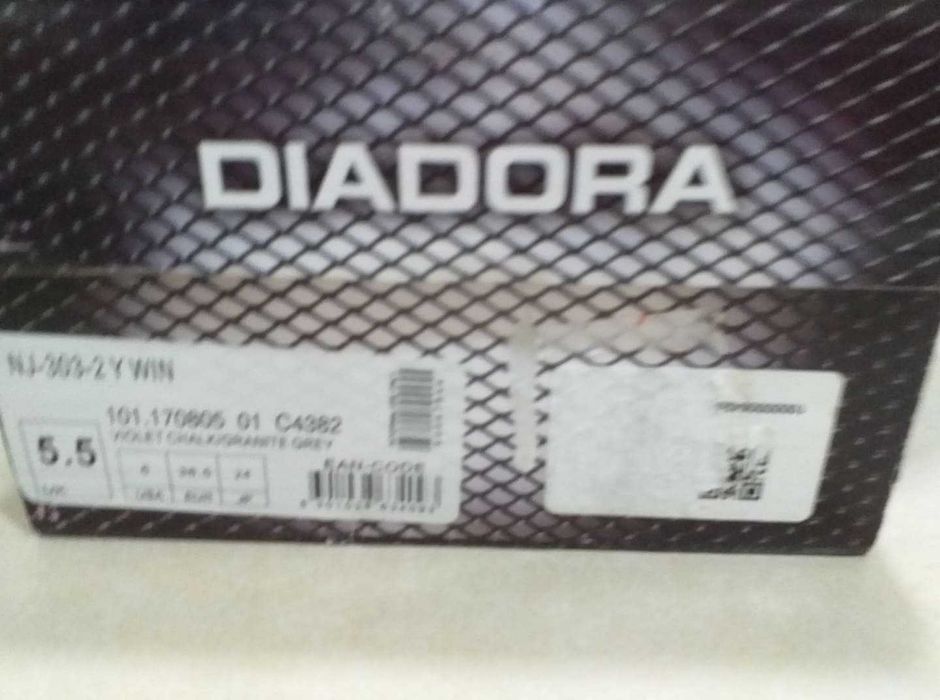 DIADORA
NJ-303-2 Y WIN
101.170805 01 C4382
VIOLET CHALK/GRANITE GREY
5.5
6
24
UK
USA
EUR
EAN-CODE